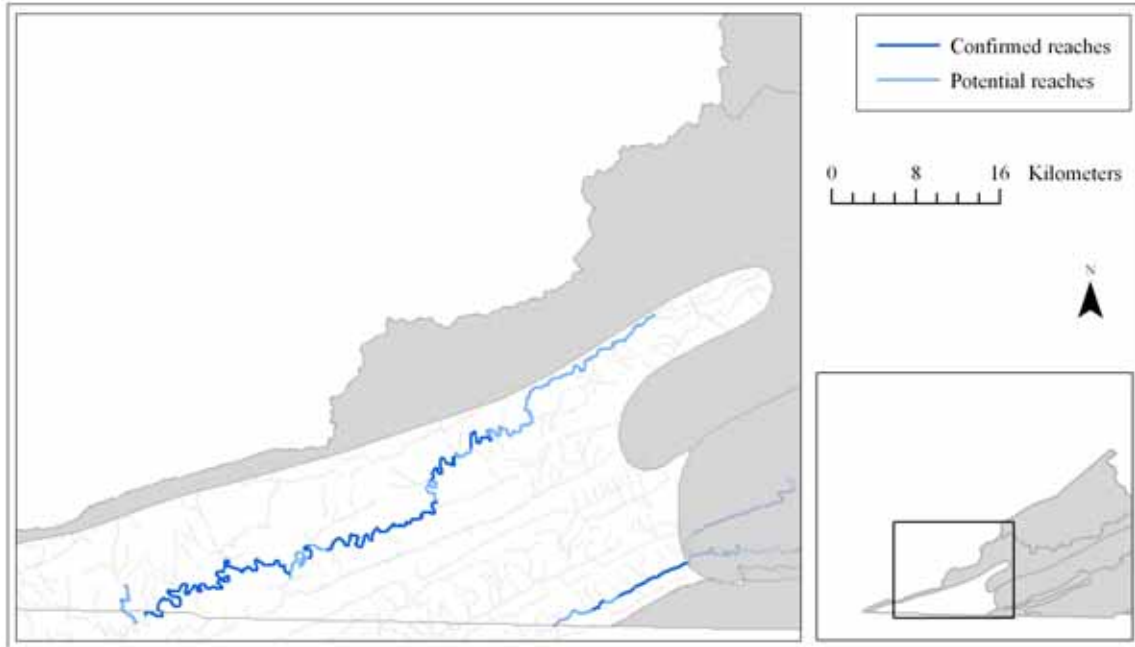 Confirmed reaches
Potential reaches
0 8 16 Kilometers
N